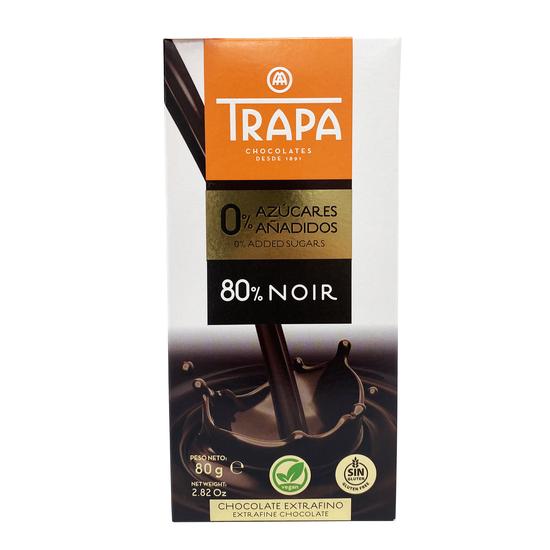 TRAPA
CHOCOLATES
DESDE 1891
0% AZÚCARES
AÑADIDOS
0% ADDED SUGARS
80% NOIR
PESO NETO:
80 g ℮
NET WEIGHT:
2.82 Oz
vegan
SIN
GLUTEN
GLUTEN FREE
CHOCOLATE EXTRAFINO
EXTRAFINE CHOCOLATE